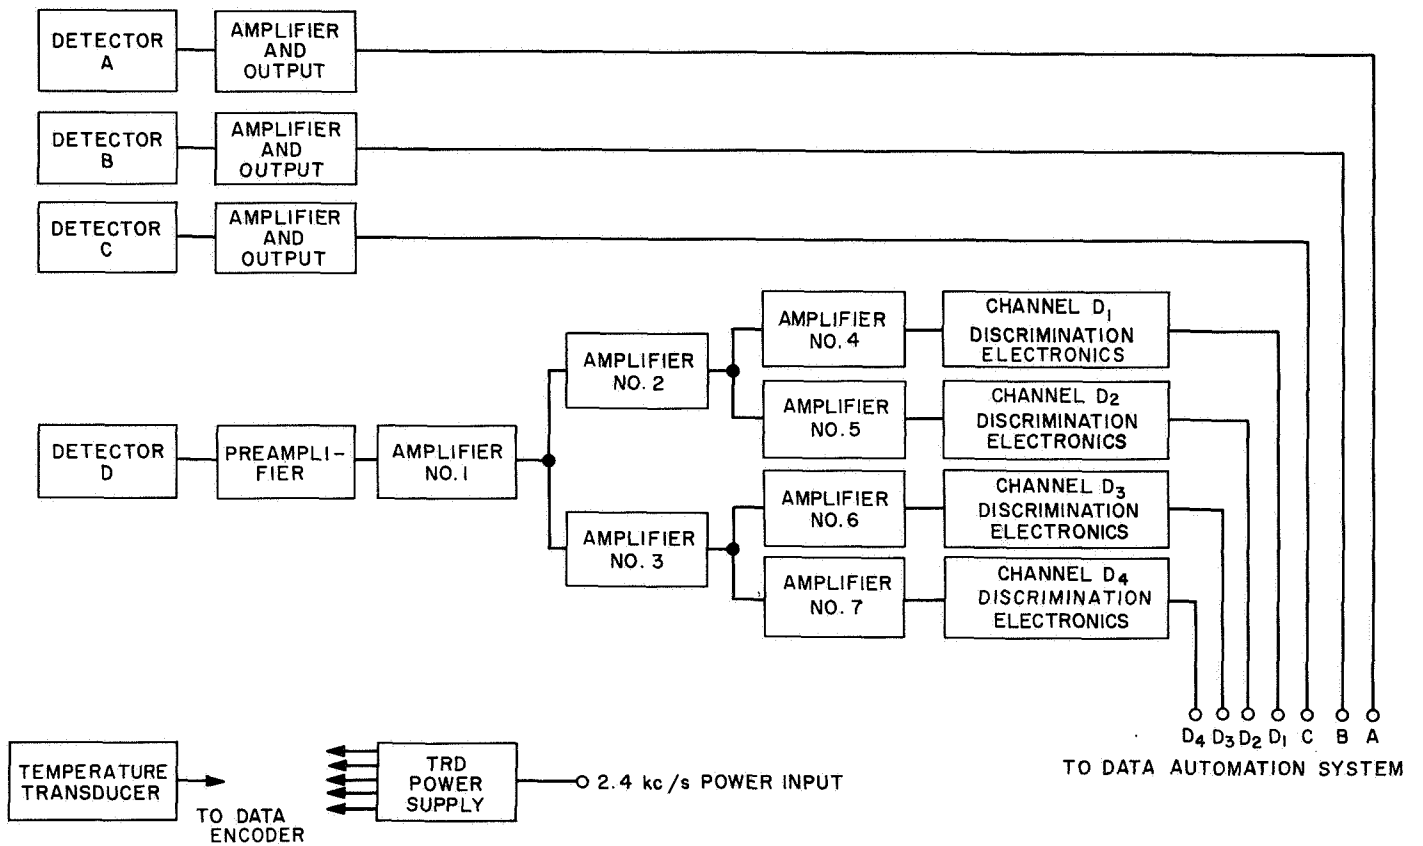 DETECTOR
A
AMPLIFIER
AND
OUTPUT
DETECTOR
B
AMPLIFIER
AND
OUTPUT
DETECTOR
C
AMPLIFIER
AND
OUTPUT
DETECTOR
D
PREAMPLI-
FIER
AMPLIFIER
NO. 1
AMPLIFIER
NO. 2
AMPLIFIER
NO. 3
AMPLIFIER
NO. 4
CHANNEL D1
DISCRIMINATION
ELECTRONICS
AMPLIFIER
NO. 5
CHANNEL D2
DISCRIMINATION
ELECTRONICS
AMPLIFIER
NO. 6
CHANNEL D3
DISCRIMINATION
ELECTRONICS
AMPLIFIER
NO. 7
CHANNEL D4
DISCRIMINATION
ELECTRONICS
D4 D3 D2 D1 C B A
TO DATA AUTOMATION SYSTEM
TEMPERATURE
TRANSDUCER
TO DATA
ENCODER
TRD
POWER
SUPPLY
2.4 kc/s POWER INPUT